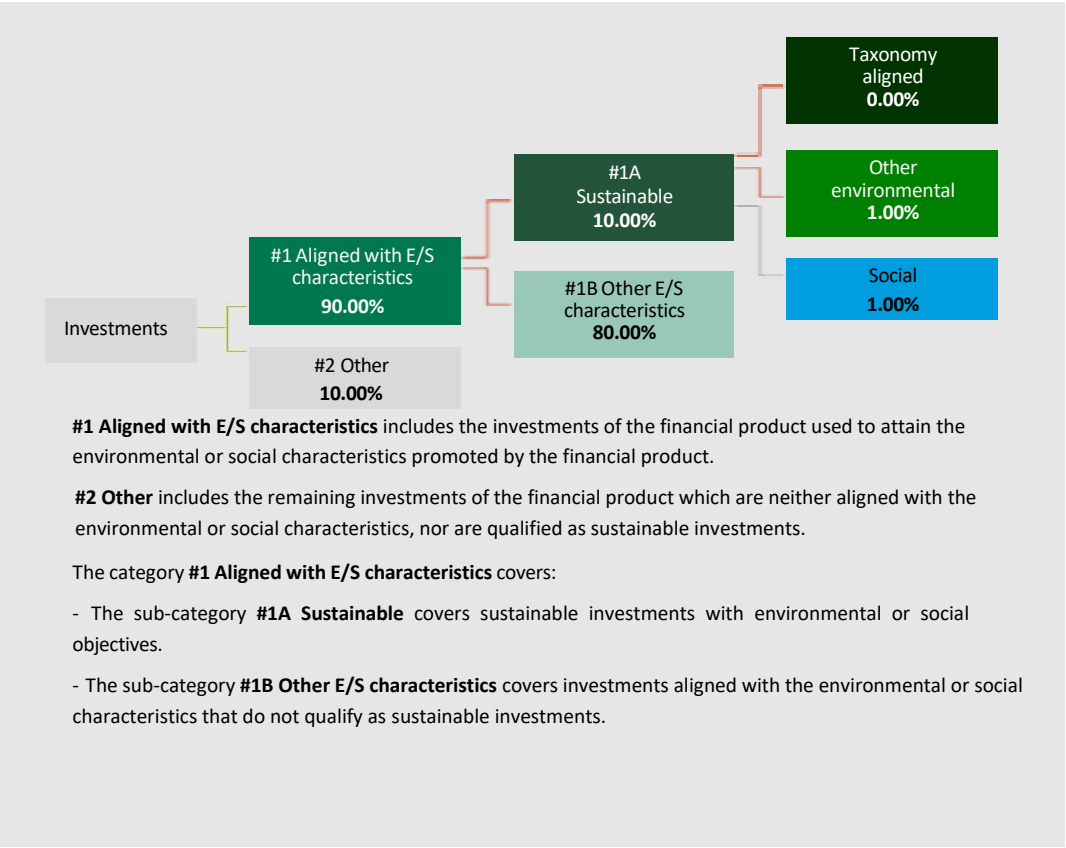 Taxonomy
aligned
0.00%
#1A
Sustainable
10.00%
Other
environmental
1.00%
#1 Aligned with E/S
characteristics
90.00%
#1B Other E/S
characteristics
80.00%
Social
1.00%
Investments
#2 Other
10.00%
#1 Aligned with E/S characteristics includes the investments of the financial product used to attain the
environmental or social characteristics promoted by the financial product.
#2 Other includes the remaining investments of the financial product which are neither aligned with the
environmental or social characteristics, nor are qualified as sustainable investments.
The category #1 Aligned with E/S characteristics covers:
- The sub-category #1A Sustainable covers sustainable investments with environmental or social
objectives.
- The sub-category #1B Other E/S characteristics covers investments aligned with the environmental or social
characteristics that do not qualify as sustainable investments.